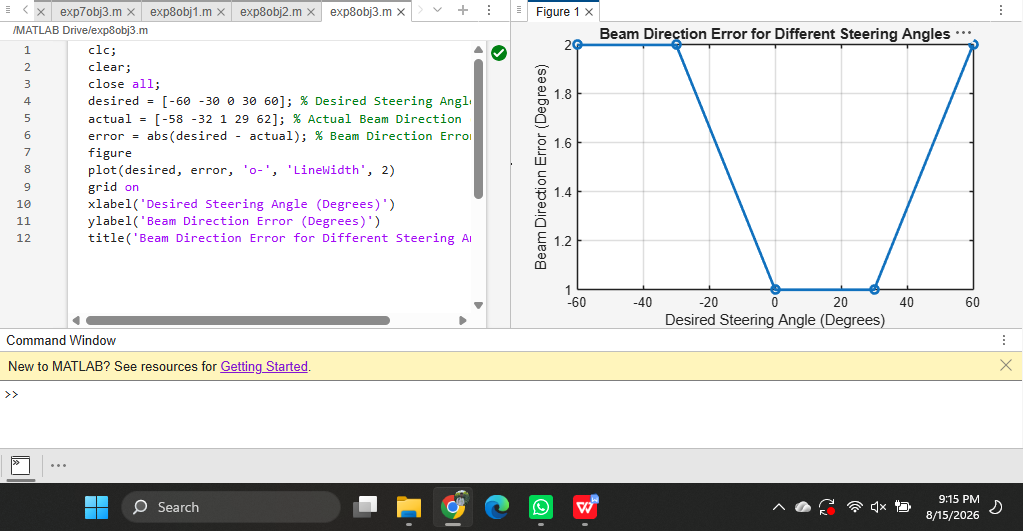 exp7obj3.m × exp8obj1.m × exp8obj2.m × exp8obj3.m ×
/MATLAB Drive/exp8obj3.m
1 clc;
2 clear;
3 close all;
4 desired = [-60 -30 0 30 60]; % Desired Steering Angl
5 actual = [-58 -32 1 29 62]; % Actual Beam Direction
6 error = abs(desired - actual); % Beam Direction Erro
7 figure
8 plot(desired, error, 'o-', 'LineWidth', 2)
9 grid on
10 xlabel('Desired Steering Angle (Degrees)')
11 ylabel('Beam Direction Error (Degrees)')
12 title('Beam Direction Error for Different Steering A
Figure 1 ×
Beam Direction Error for Different Steering Angles
Beam Direction Error (Degrees)
2
1.8
1.6
1.4
1.2
1
-60 -40 -20 0 20 40 60
Desired Steering Angle (Degrees)
Command Window
New to MATLAB? See resources for Getting Started.
>>
Search
9:15 PM
8/15/2026